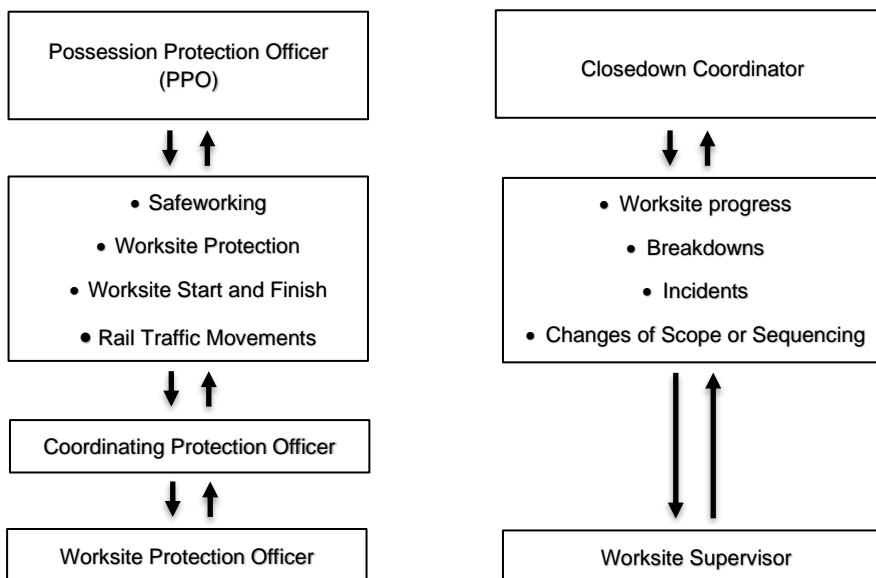 Possession Protection Officer
(PPO)
• Safeworking
• Worksite Protection
• Worksite Start and Finish
• Rail Traffic Movements
Coordinating Protection Officer
Worksite Protection Officer
Closedown Coordinator
• Worksite progress
• Breakdowns
• Incidents
• Changes of Scope or Sequencing
Worksite Supervisor